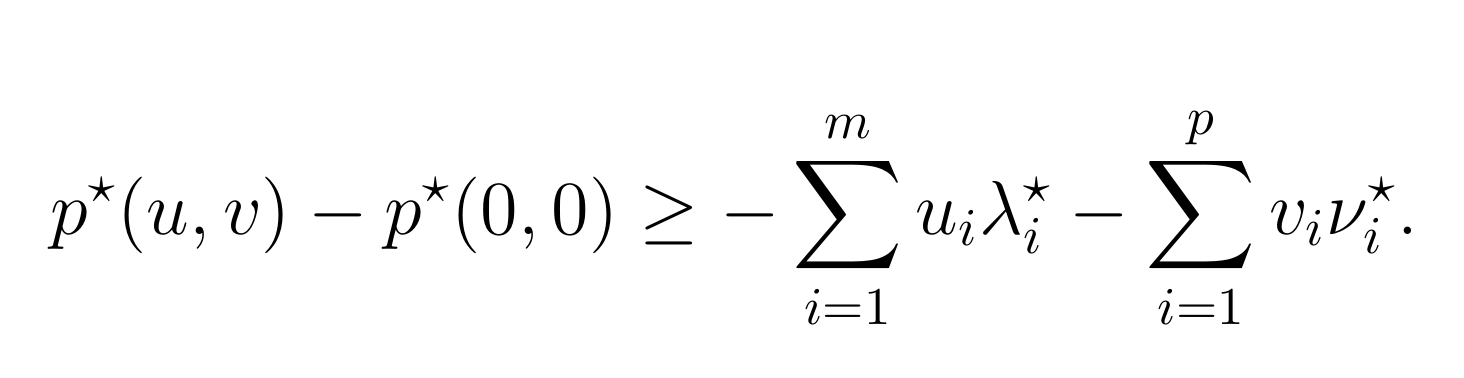 p^⋆(u, v) − p^⋆(0, 0) ≥ − ∑_{i=1}^{m} u_i λ_i^⋆ − ∑_{i=1}^{p} v_i ν_i^⋆.